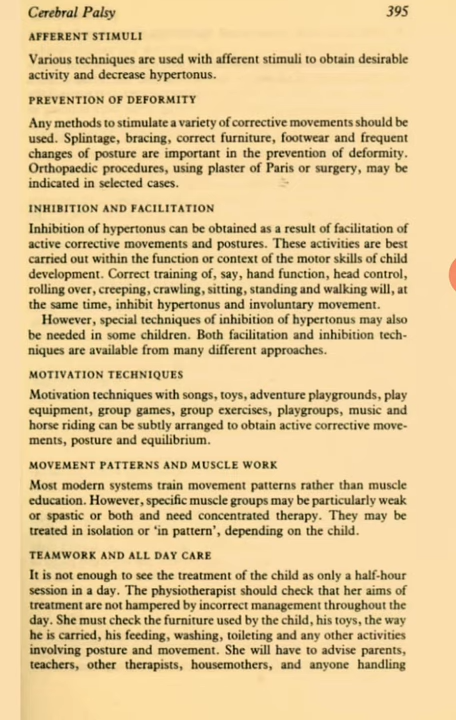 Cerebral Palsy 395
AFFERENT STIMULI
Various techniques are used with afferent stimuli to obtain desirable
activity and decrease hypertonus.
PREVENTION OF DEFORMITY
Any methods to stimulate a variety of corrective movements should be
used. Splintage, bracing, correct furniture, footwear and frequent
changes of posture are important in the prevention of deformity.
Orthopaedic procedures, using plaster of Paris or surgery, may be
indicated in selected cases.
INHIBITION AND FACILITATION
Inhibition of hypertonus can be obtained as a result of facilitation of
active corrective movements and postures. These activities are best
carried out within the function or context of the motor skills of child
development. Correct training of, say, hand function, head control,
rolling over, creeping, crawling, sitting, standing and walking will, at
the same time, inhibit hypertonus and involuntary movement.
However, special techniques of inhibition of hypertonus may also
be needed in some children. Both facilitation and inhibition tech-
niques are available from many different approaches.
MOTIVATION TECHNIQUES
Motivation techniques with songs, toys, adventure playgrounds, play
equipment, group games, group exercises, playgroups, music and
horse riding can be subtly arranged to obtain active corrective move-
ments, posture and equilibrium.
MOVEMENT PATTERNS AND MUSCLE WORK
Most modern systems train movement patterns rather than muscle
education. However, specific muscle groups may be particularly weak
or spastic or both and need concentrated therapy. They may be
treated in isolation or ‘in pattern’, depending on the child.
TEAMWORK AND ALL DAY CARE
It is not enough to see the treatment of the child as only a half-hour
session in a day. The physiotherapist should check that her aims of
treatment are not hampered by incorrect management throughout the
day. She must check the furniture used by the child, his toys, the way
he is carried, his feeding, washing, toileting and any other activities
involving posture and movement. She will have to advise parents,
teachers, other therapists, housemothers, and anyone handling